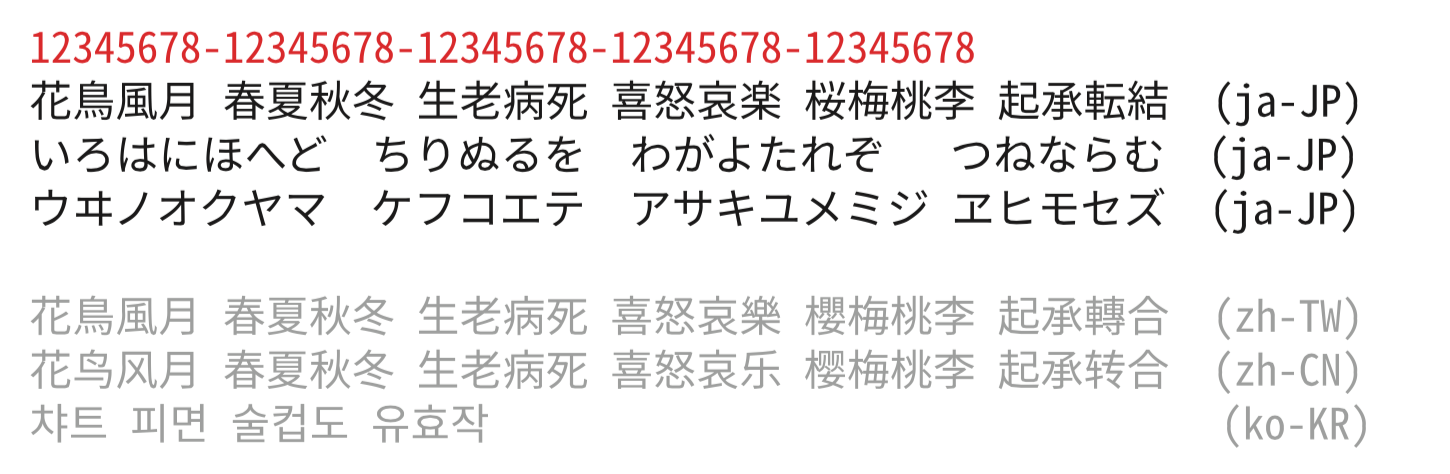 12345678-12345678-12345678-12345678-12345678
花鳥風月 春夏秋冬 生老病死 喜怒哀楽 桜梅桃李 起承転結 (ja-JP)
いろはにほへど ちりぬるを わがよたれぞ つねならむ (ja-JP)
ウヰノオクヤマ ケフコエテ アサキユメミジ ヱヒモセズ (ja-JP)
花鳥風月 春夏秋冬 生老病死 喜怒哀樂 櫻梅桃李 起承轉合 (zh-TW)
花鸟风月 春夏秋冬 生老病死 喜怒哀乐 樱梅桃李 起承转合 (zh-CN)
챠트 피면 술컵도 유효작 (ko-KR)